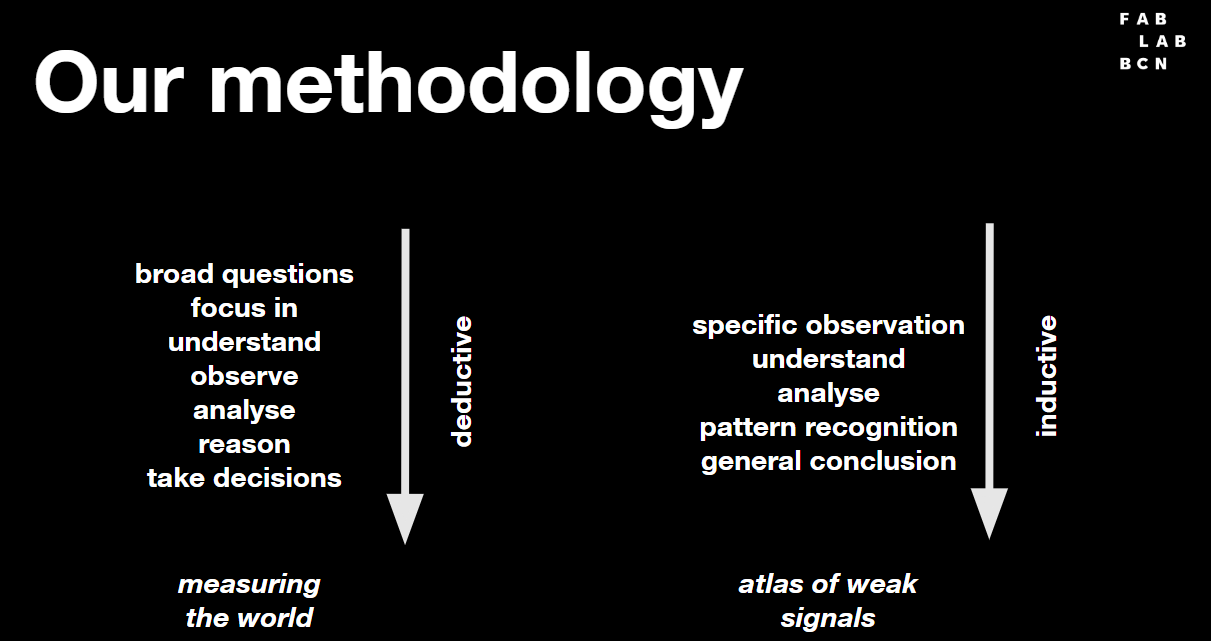 FAB
LAB
BCN
Our methodology
broad questions
focus in
understand
observe
analyse
reason
take decisions
deductive
measuring
the world
specific observation
understand
analyse
pattern recognition
general conclusion
inductive
atlas of weak
signals